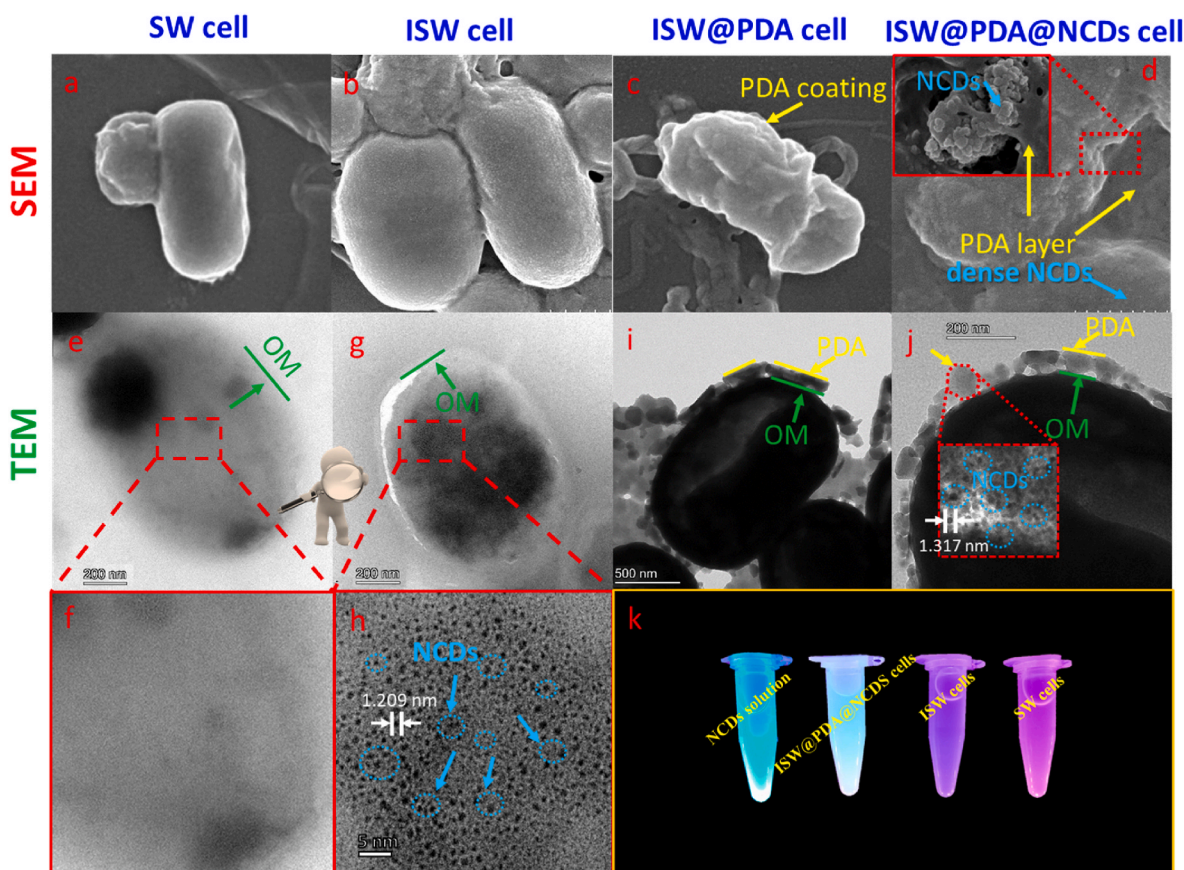 SW cell
ISW cell
ISW@PDA cell
ISW@PDA@NCDs cell
SEM
a
b
c
PDA coating
d
NCDs
PDA layer
dense NCDs
TEM
e
OM
200 nm
g
OM
200 nm
i
PDA
OM
500 nm
j
200 nm
PDA
OM
NCDs
1.317 nm
f
h
NCDs
1.209 nm
5 nm
k
NCDs solution
ISW@PDA@NCDS cells
ISW cells
SW cells